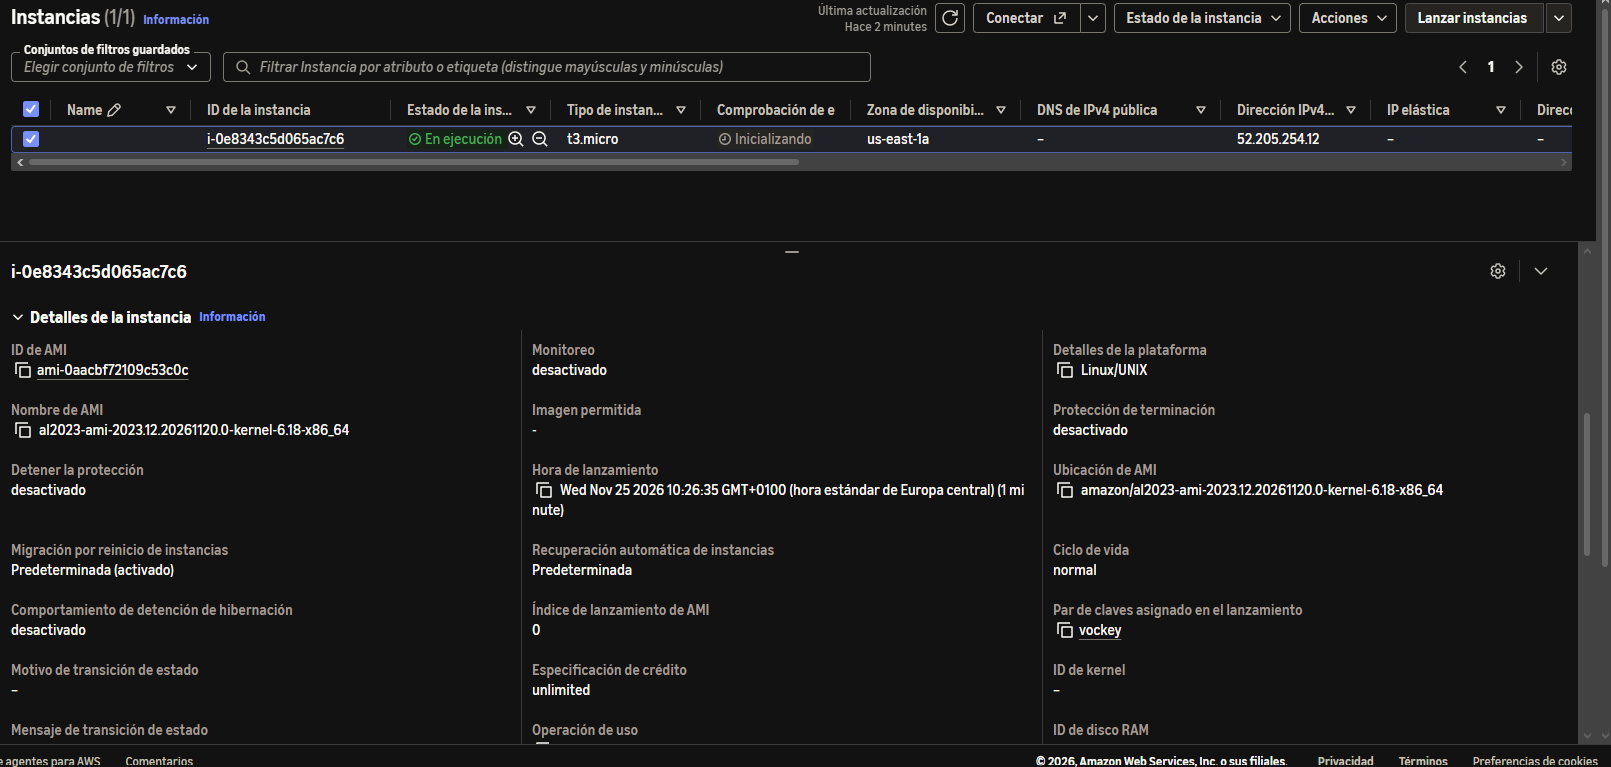 Instancias (1/1) Información
Última actualización
Hace 2 minutes
Conectar
Estado de la instancia
Acciones
Lanzar instancias
Conjuntos de filtros guardados
Elegir conjunto de filtros
Filtrar Instancia por atributo o etiqueta (distingue mayúsculas y minúsculas)
1
Name ID de la instancia Estado de la ins... Tipo de instan... Comprobación de e Zona de disponibi... DNS de IPv4 pública Dirección IPv4... IP elástica Direcc
i-0e8343c5d065ac7c6 En ejecución t3.micro Inicializando us-east-1a – 52.205.254.12 – –
i-0e8343c5d065ac7c6
Detalles de la instancia Información
ID de AMI
ami-0aacbf72109c53c0c
Nombre de AMI
al2023-ami-2023.12.20261120.0-kernel-6.18-x86_64
Detener la protección
desactivado
Migración por reinicio de instancias
Predeterminada (activado)
Comportamiento de detención de hibernación
desactivado
Motivo de transición de estado
–
Mensaje de transición de estado
Monitoreo
desactivado
Imagen permitida
-
Hora de lanzamiento
Wed Nov 25 2026 10:26:35 GMT+0100 (hora estándar de Europa central) (1 mi
nute)
Recuperación automática de instancias
Predeterminada
Índice de lanzamiento de AMI
0
Especificación de crédito
unlimited
Operación de uso
Detalles de la plataforma
Linux/UNIX
Protección de terminación
desactivado
Ubicación de AMI
amazon/al2023-ami-2023.12.20261120.0-kernel-6.18-x86_64
Ciclo de vida
normal
Par de claves asignado en el lanzamiento
vockey
ID de kernel
–
ID de disco RAM
e agentes para AWS Comentarios © 2026, Amazon Web Services, Inc. o sus filiales. Privacidad Términos Preferencias de cookies